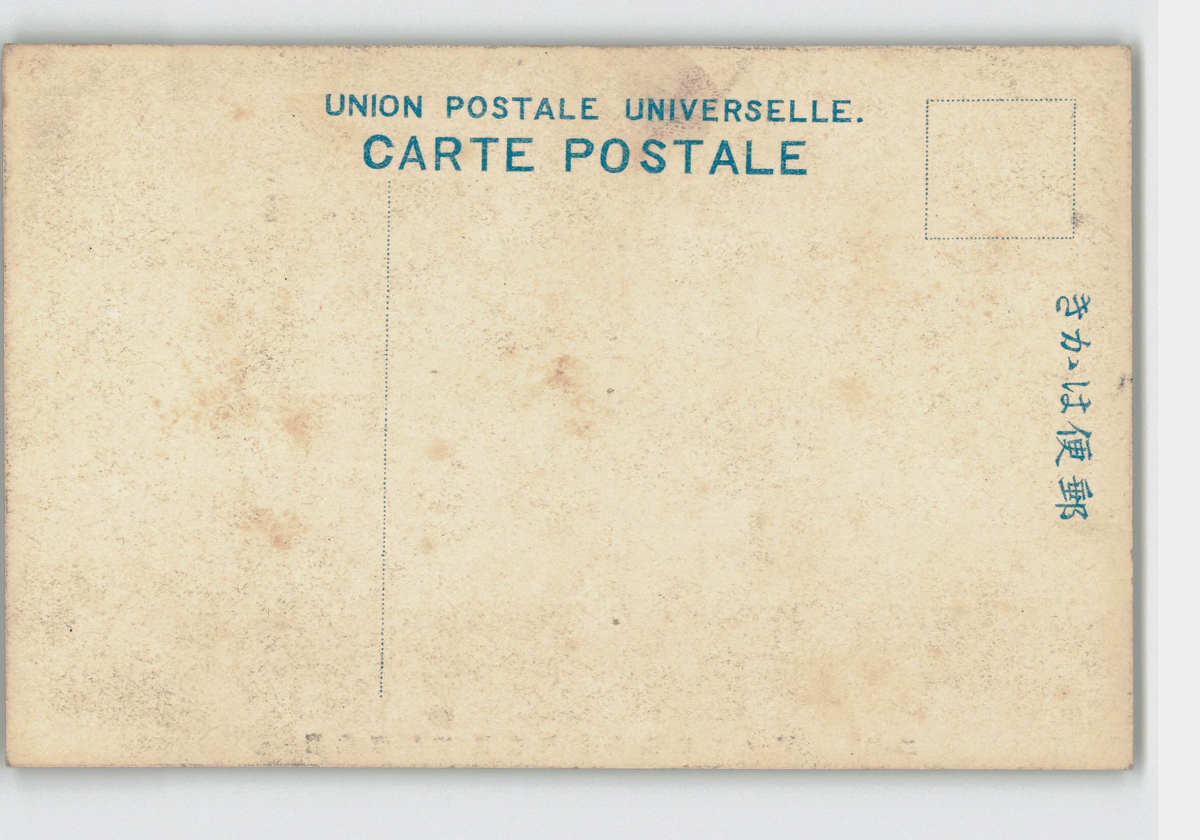 UNION POSTALE UNIVERSELLE.
CARTE POSTALE
郵便はかき